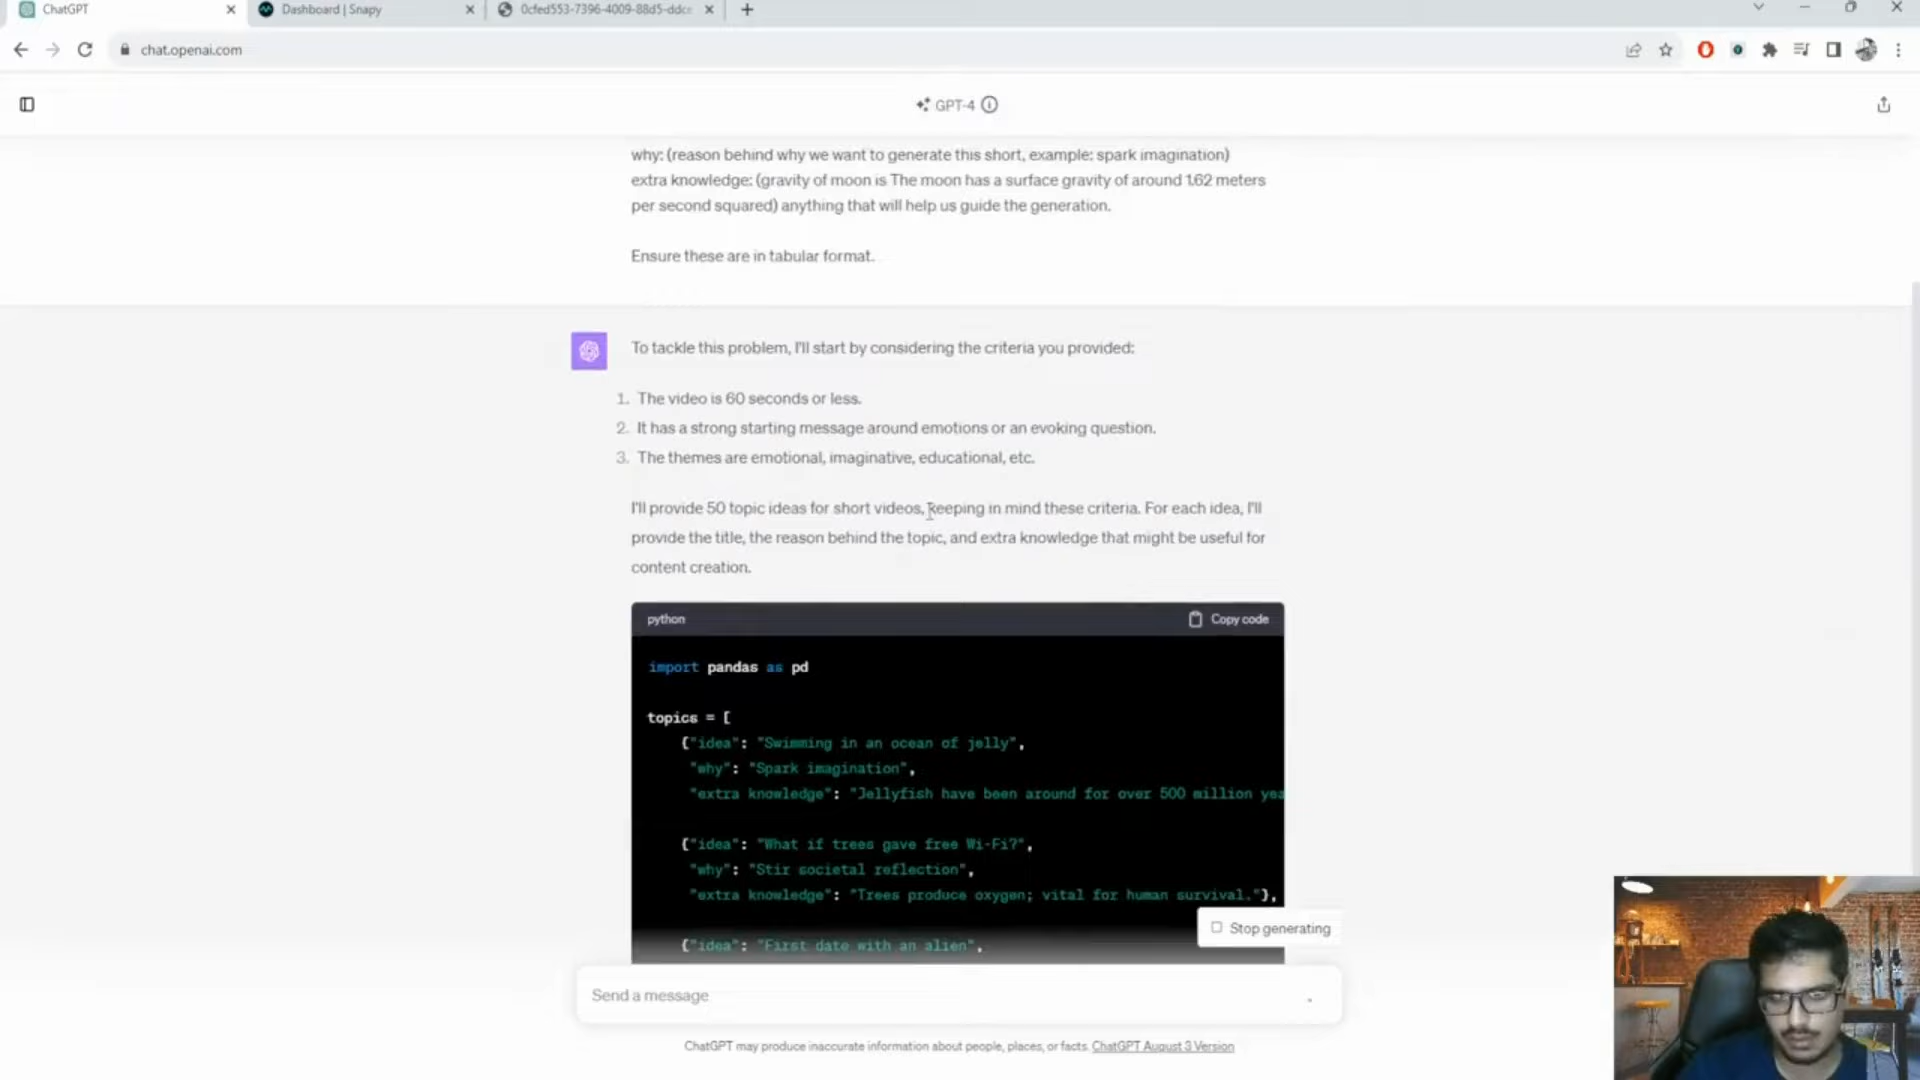 ChatGPT
Dashboard | Snapy
0cfed553-7396-4009-88d5-ddce
chat.openai.com
GPT-4
why: (reason behind why we want to generate this short, example: spark imagination)
extra knowledge: (gravity of moon is The moon has a surface gravity of around 1.62 meters
per second squared) anything that will help us guide the generation.
Ensure these are in tabular format.
To tackle this problem, I'll start by considering the criteria you provided:
1. The video is 60 seconds or less.
2. It has a strong starting message around emotions or an evoking question.
3. The themes are emotional, imaginative, educational, etc.
I'll provide 50 topic ideas for short videos, keeping in mind these criteria. For each idea, I'll
provide the title, the reason behind the topic, and extra knowledge that might be useful for
content creation.
python
Copy code
import pandas as pd
topics = [
{"idea": "Swimming in an ocean of jelly",
"why": "Spark imagination",
"extra knowledge": "Jellyfish have been around for over 500 million yea
{"idea": "What if trees gave free Wi-Fi?",
"why": "Stir societal reflection",
"extra knowledge": "Trees produce oxygen; vital for human survival."},
Stop generating
{"idea": "First date with an alien",
Send a message
ChatGPT may produce inaccurate information about people, places, or facts. ChatGPT August 3 Version